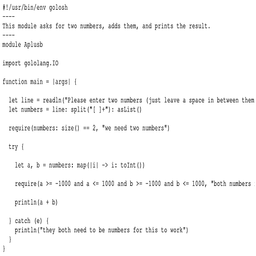 #!/usr/bin/env golosh
----
This module asks for two numbers, adds them, and prints the result.
----
module Aplusb

import gololang.IO

function main = |args| {

  let line = readln("Please enter two numbers (just leave a space in between them
  let numbers = line: split("[ ]+"): asList()

  require(numbers: size() == 2, "we need two numbers")

  try {

    let a, b = numbers: map(|i| -> i: toInt())

    require(a >= -1000 and a <= 1000 and b >= -1000 and b <= 1000, "both numbers

    println(a + b)

  } catch (e) {
    println("they both need to be numbers for this to work")
  }
}